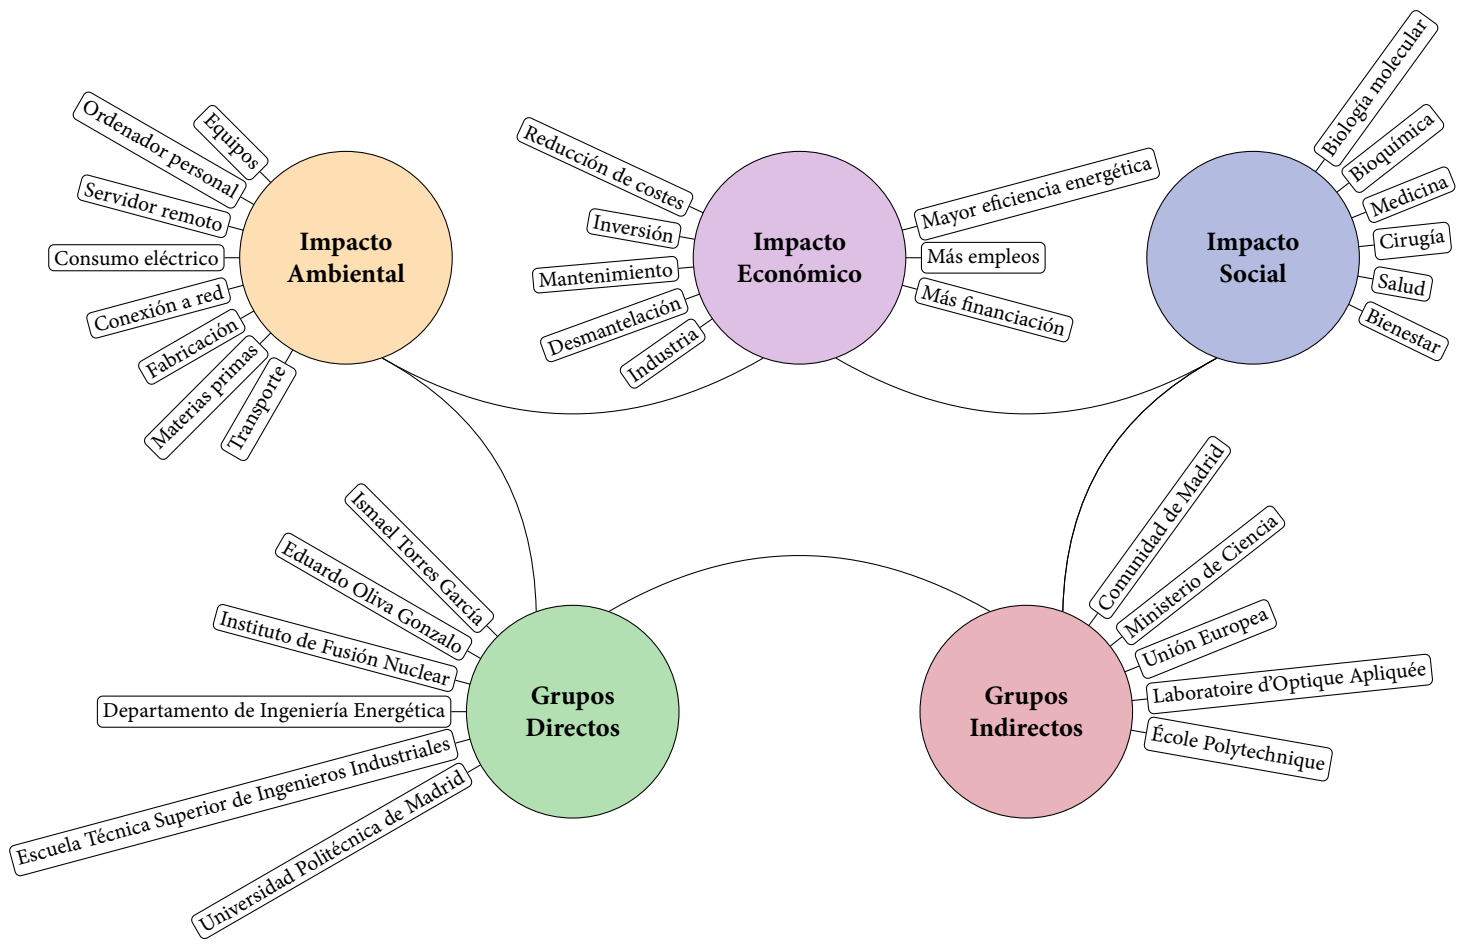 Equipos
Ordenador personal
Servidor remoto
Consumo eléctrico
Conexión a red
Fabricación
Materias primas
Transporte
Impacto
Ambiental
Reducción de costes
Inversión
Mantenimiento
Desmantelación
Industria
Impacto
Económico
Mayor eficiencia energética
Más empleos
Más financiación
Impacto
Social
Biología molecular
Bioquímica
Medicina
Cirugía
Salud
Bienestar
Ismael Torres García
Eduardo Oliva Gonzalo
Instituto de Fusión Nuclear
Departamento de Ingeniería Energética
Escuela Técnica Superior de Ingenieros Industriales
Universidad Politécnica de Madrid
Grupos
Directos
Grupos
Indirectos
Comunidad de Madrid
Ministerio de Ciencia
Unión Europea
Laboratoire d’Optique Apliquée
École Polytechnique